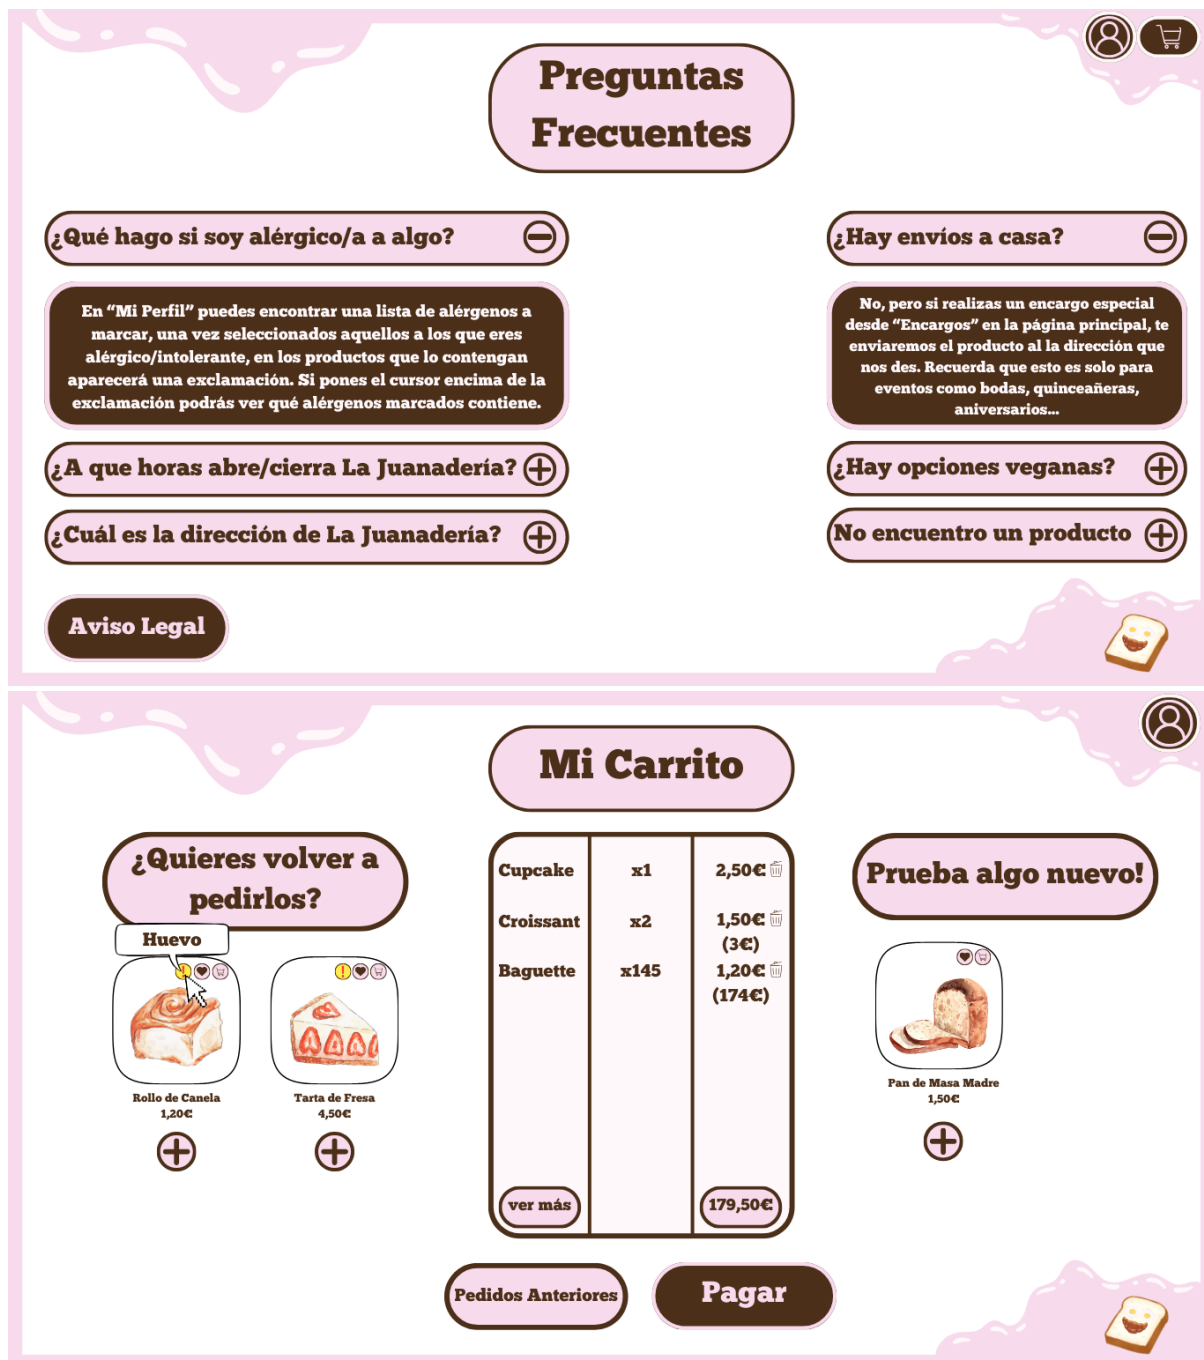 Preguntas
Frecuentes
¿Qué hago si soy alérgico/a a algo?
En “Mi Perfil” puedes encontrar una lista de alérgenos a
marcar, una vez seleccionados aquellos a los que eres
alérgico/intolerante, en los productos que lo contengan
aparecerá una exclamación. Si pones el cursor encima de la
exclamación podrás ver qué alérgenos marcados contiene.
¿A que horas abre/cierra La Juanadería?
¿Cuál es la dirección de La Juanadería?
Aviso Legal
¿Hay envíos a casa?
No, pero si realizas un encargo especial
desde “Encargos” en la página principal, te
enviaremos el producto al la dirección que
nos des. Recuerda que esto es solo para
eventos como bodas, quinceañeras,
aniversarios...
¿Hay opciones veganas?
No encuentro un producto
Mi Carrito
¿Quieres volver a
pedirlos?
Huevo
!
!
Rollo de Canela
1,20€
Tarta de Fresa
4,50€
Cupcake x1 2,50€
Croissant x2 1,50€
(3€)
Baguette x145 1,20€
(174€)
ver más 179,50€
Prueba algo nuevo!
Pan de Masa Madre
1,50€
Pedidos Anteriores
Pagar